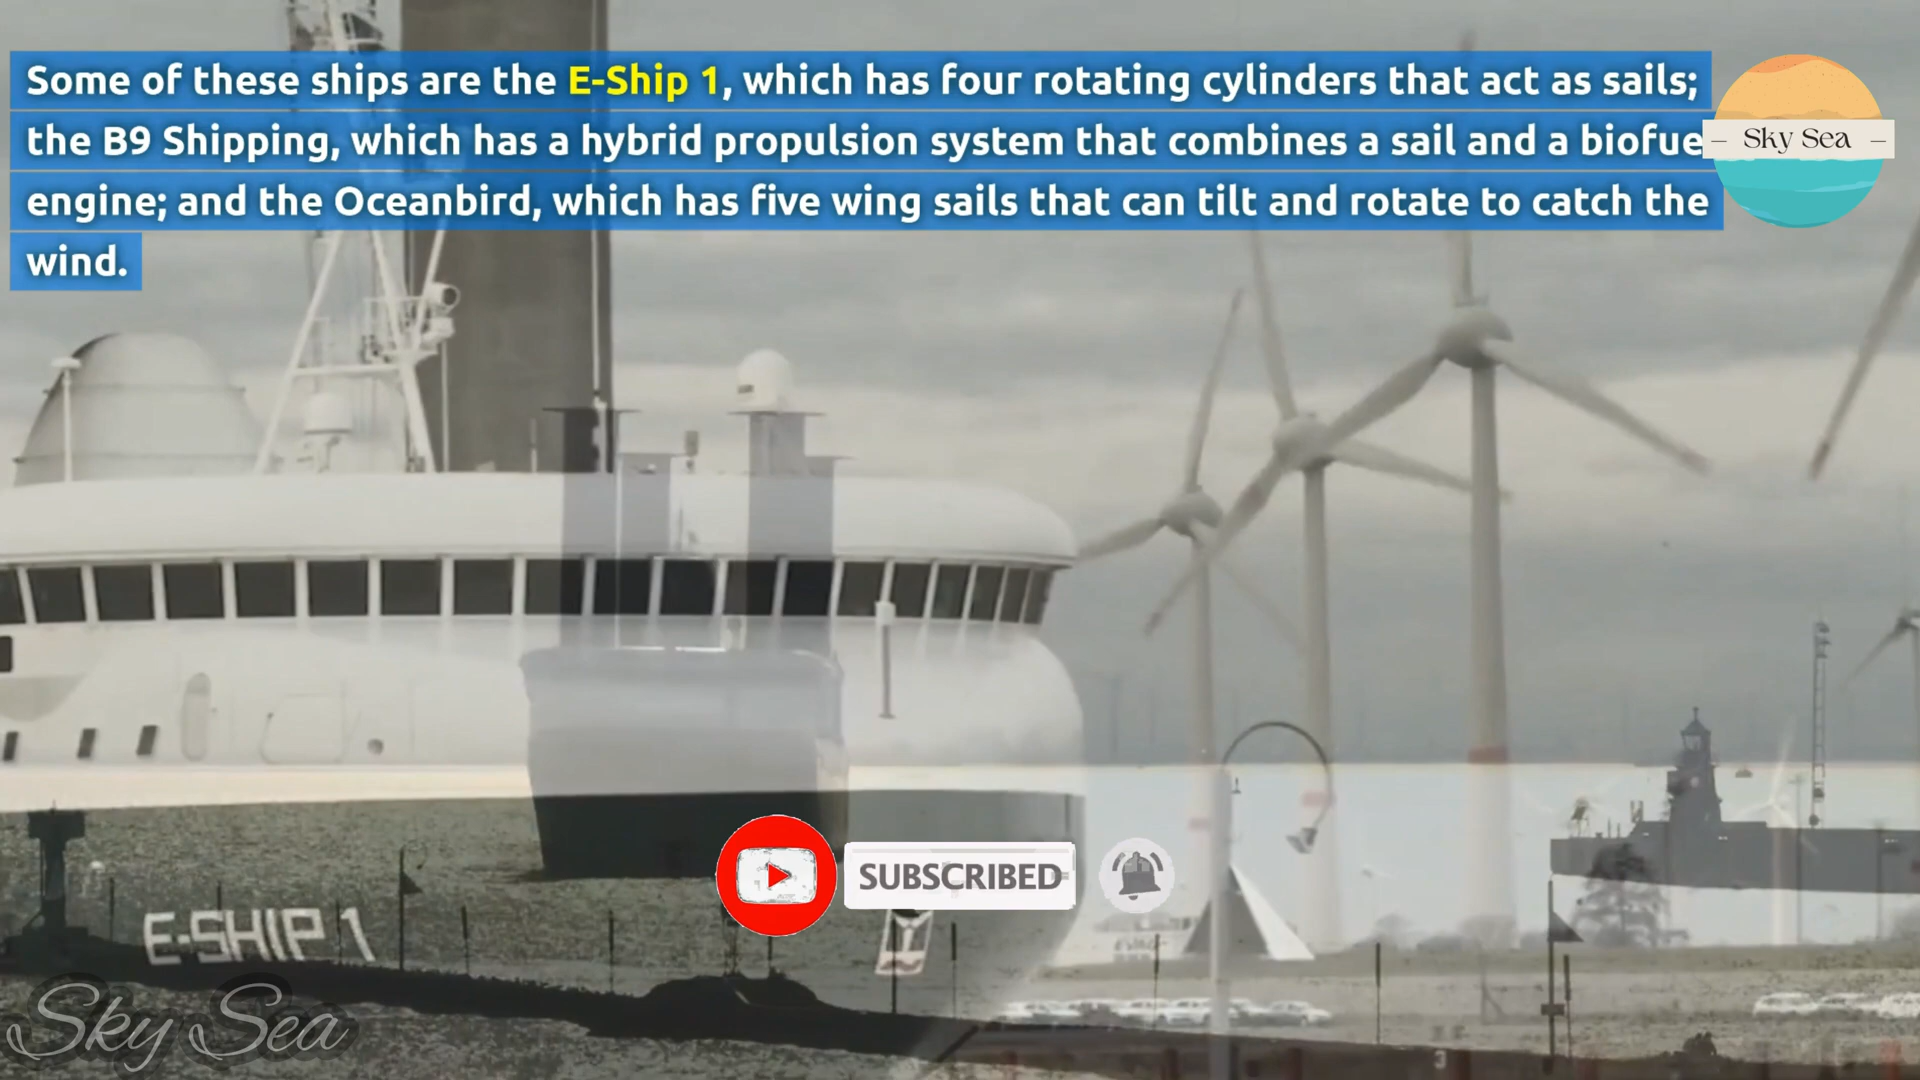 Some of these ships are the E-Ship 1, which has four rotating cylinders that act as sails;
the B9 Shipping, which has a hybrid propulsion system that combines a sail and a biofue
engine; and the Oceanbird, which has five wing sails that can tilt and rotate to catch the
wind.
– Sky Sea –
SUBSCRIBED
E-SHIP 1
Sky Sea